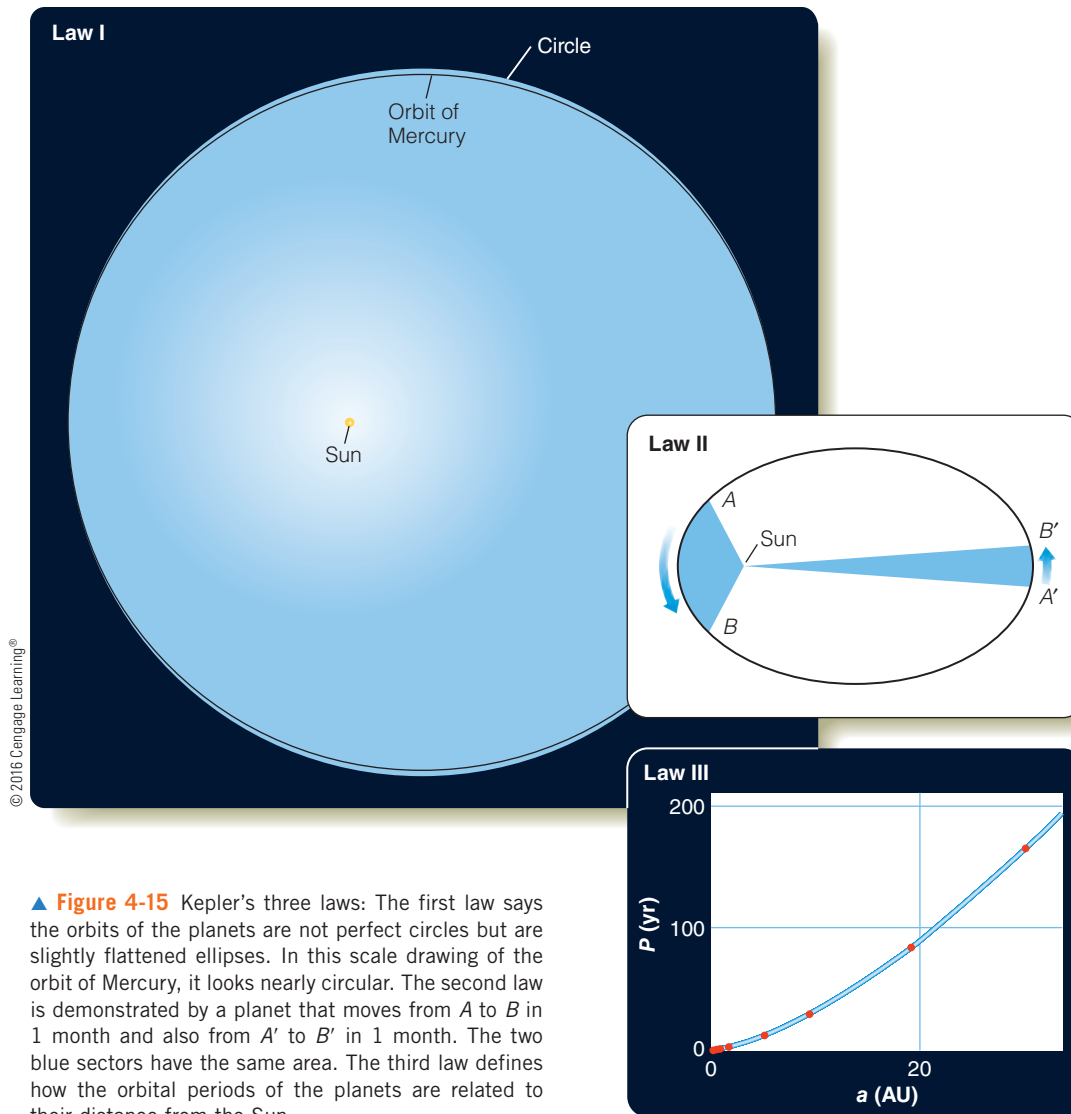 Law I
Circle
Orbit of
Mercury
Sun
Law II
A
Sun
B′
A′
B
© 2016 Cengage Learning®
Law III
200
P (yr)
100
0
0
20
a (AU)
▲ Figure 4-15 Kepler’s three laws: The first law says
the orbits of the planets are not perfect circles but are
slightly flattened ellipses. In this scale drawing of the
orbit of Mercury, it looks nearly circular. The second law
is demonstrated by a planet that moves from A to B in
1 month and also from A′ to B′ in 1 month. The two
blue sectors have the same area. The third law defines
how the orbital periods of the planets are related to
their distance from the Sun.